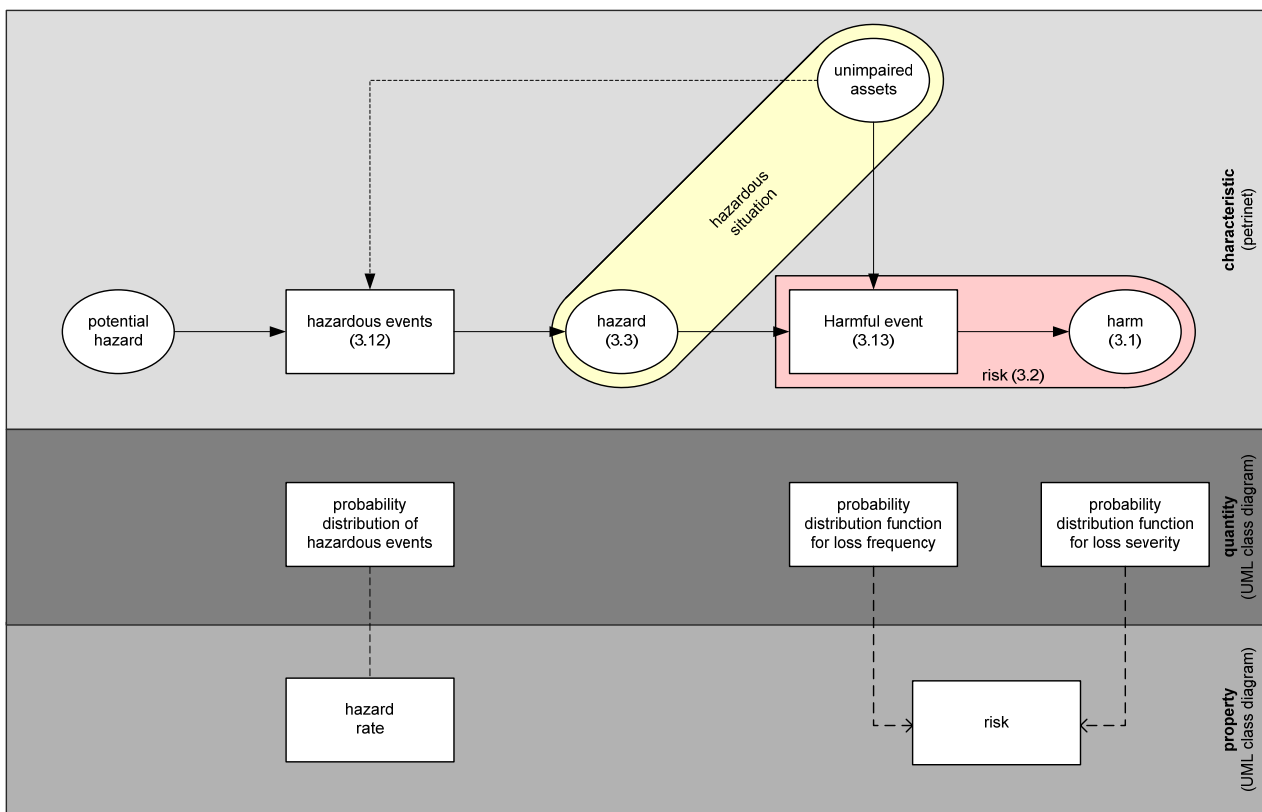 unimpaired
assets
hazardous
situation
characteristic
(petrinet)
potential
hazard
hazardous events
(3.12)
hazard
(3.3)
Harmful event
(3.13)
harm
(3.1)
risk (3.2)
probability
distribution of
hazardous events
probability
distribution function
for loss frequency
probability
distribution function
for loss severity
quantity
(UML class diagram)
hazard
rate
risk
property
(UML class diagram)